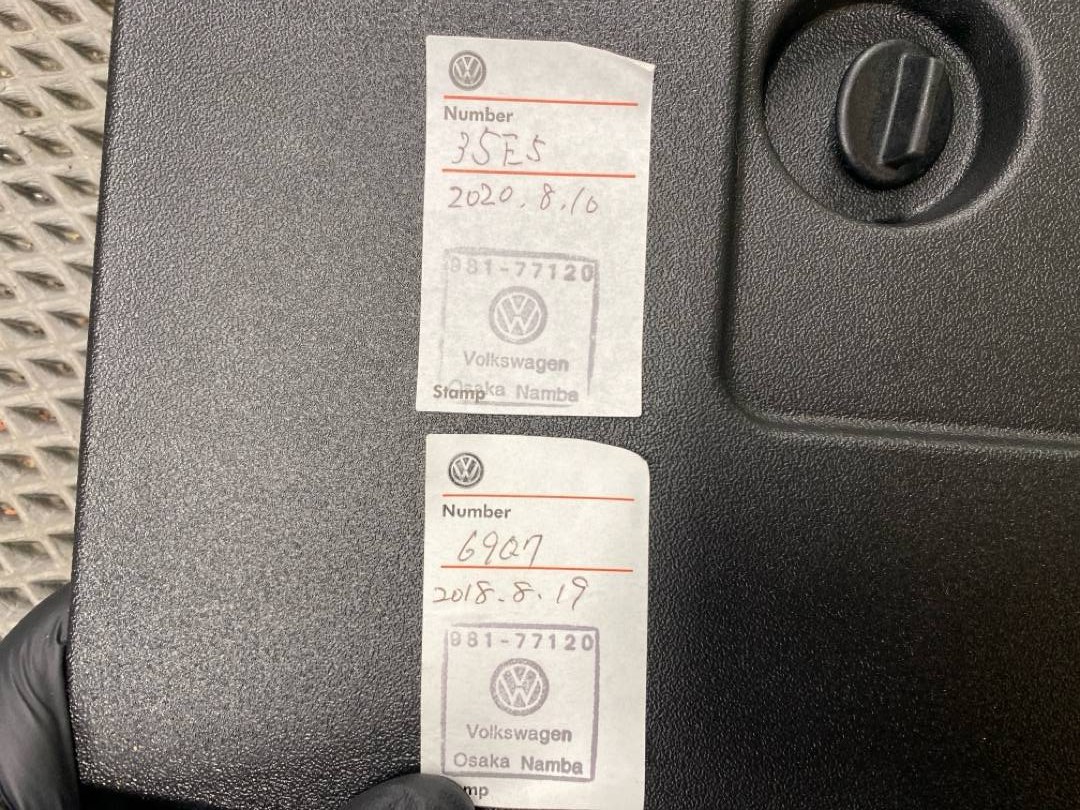 Number
35E5
2020.8.10
981-77120
Volkswagen
Osaka Namba
Stamp
Number
69Q7
2018.8.19
981-77120
Volkswagen
Osaka Namba
mp